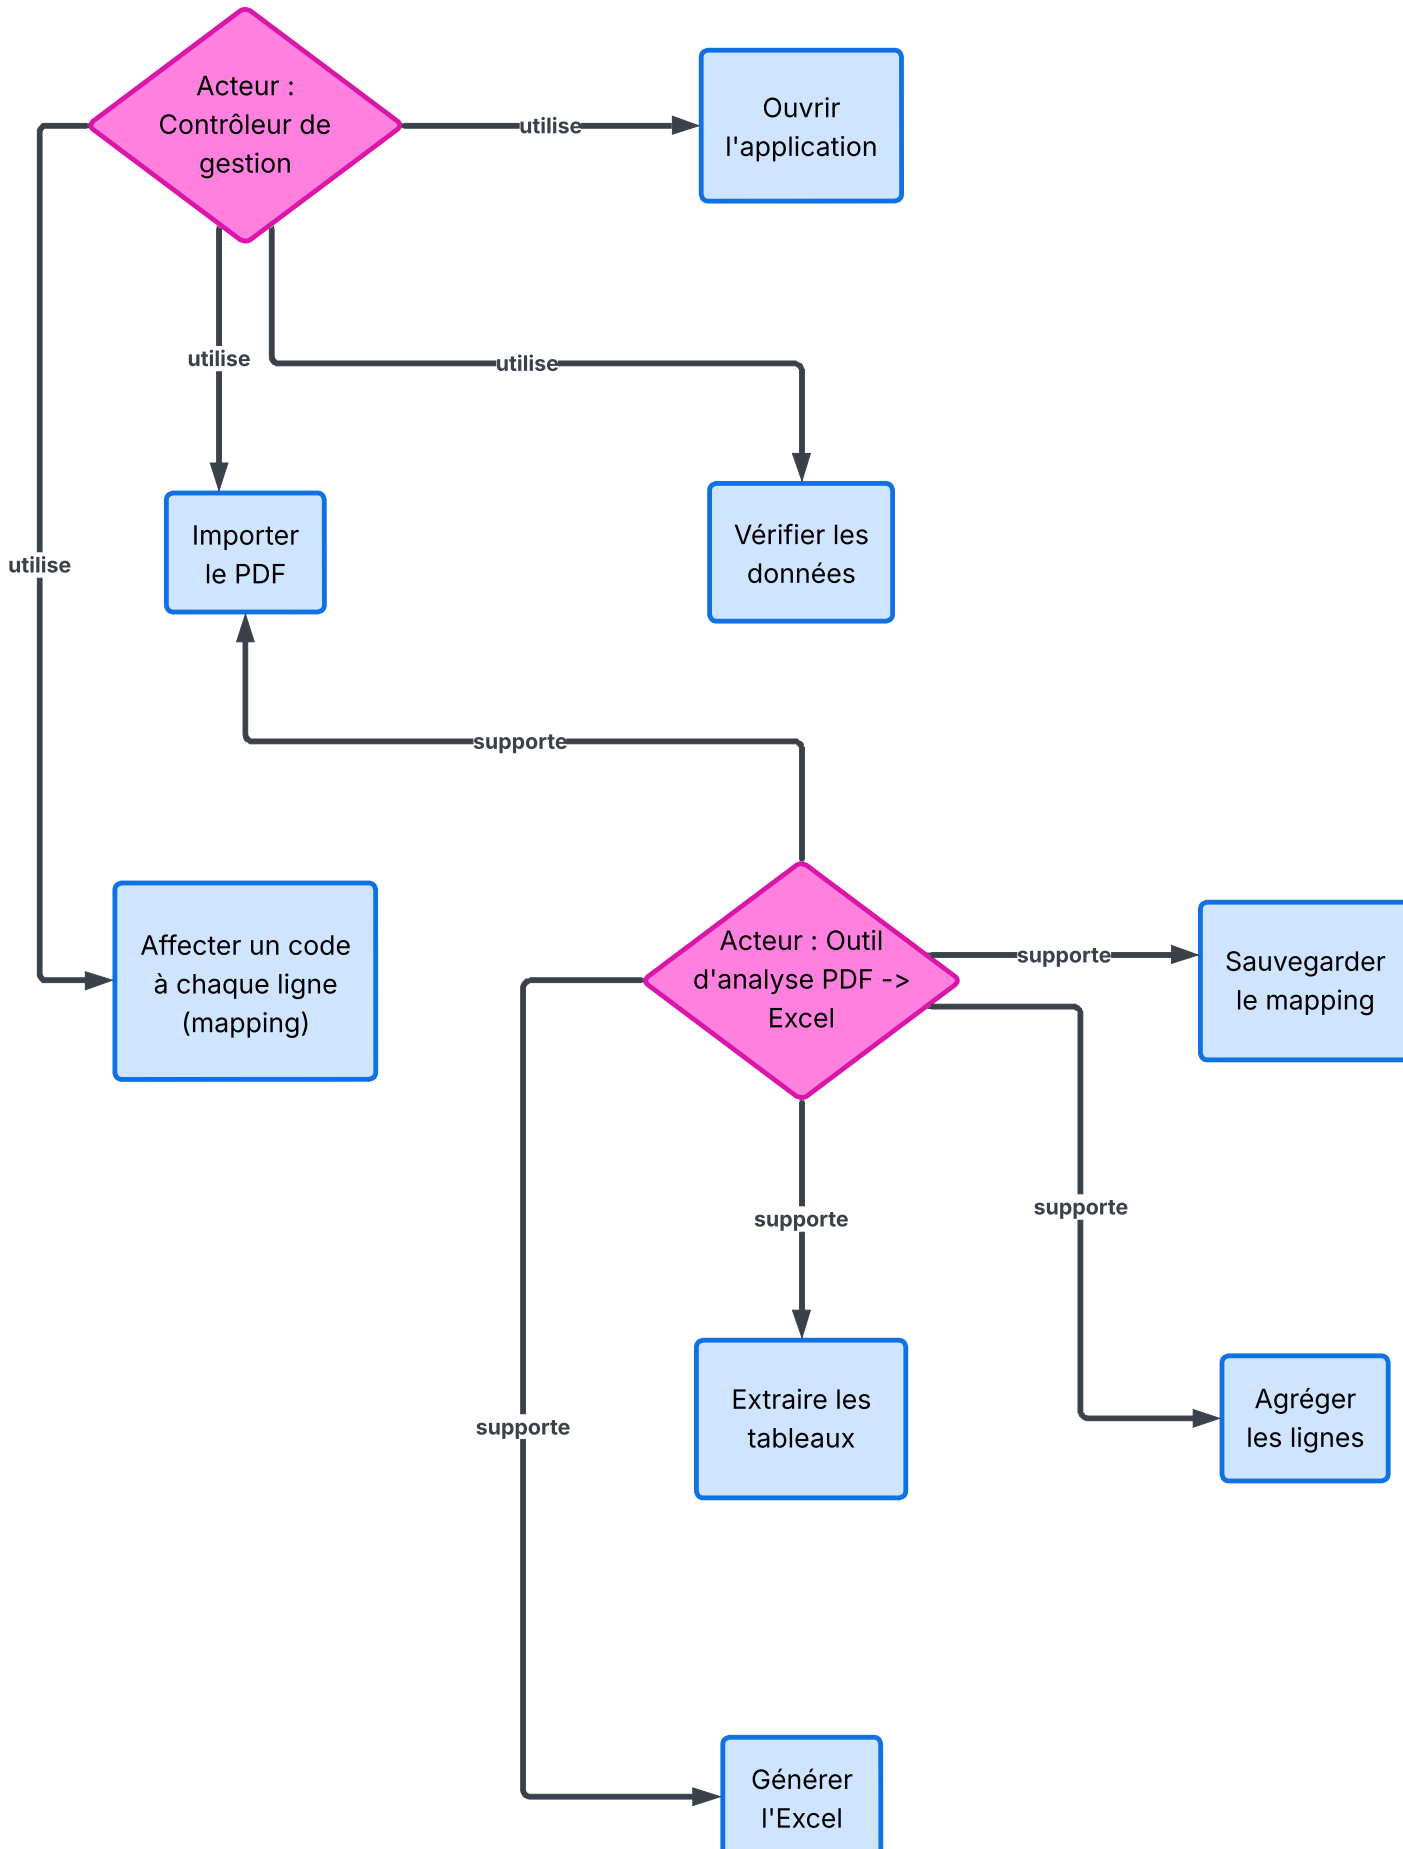 Acteur :
Contrôleur de
gestion
utilise
Ouvrir
l'application
utilise
utilise
Importer
le PDF
Vérifier les
données
utilise
supporte
Affecter un code
à chaque ligne
(mapping)
Acteur : Outil
d'analyse PDF ->
Excel
supporte
Sauvegarder
le mapping
supporte
supporte
Extraire les
tableaux
Agréger
les lignes
supporte
Générer
l'Excel